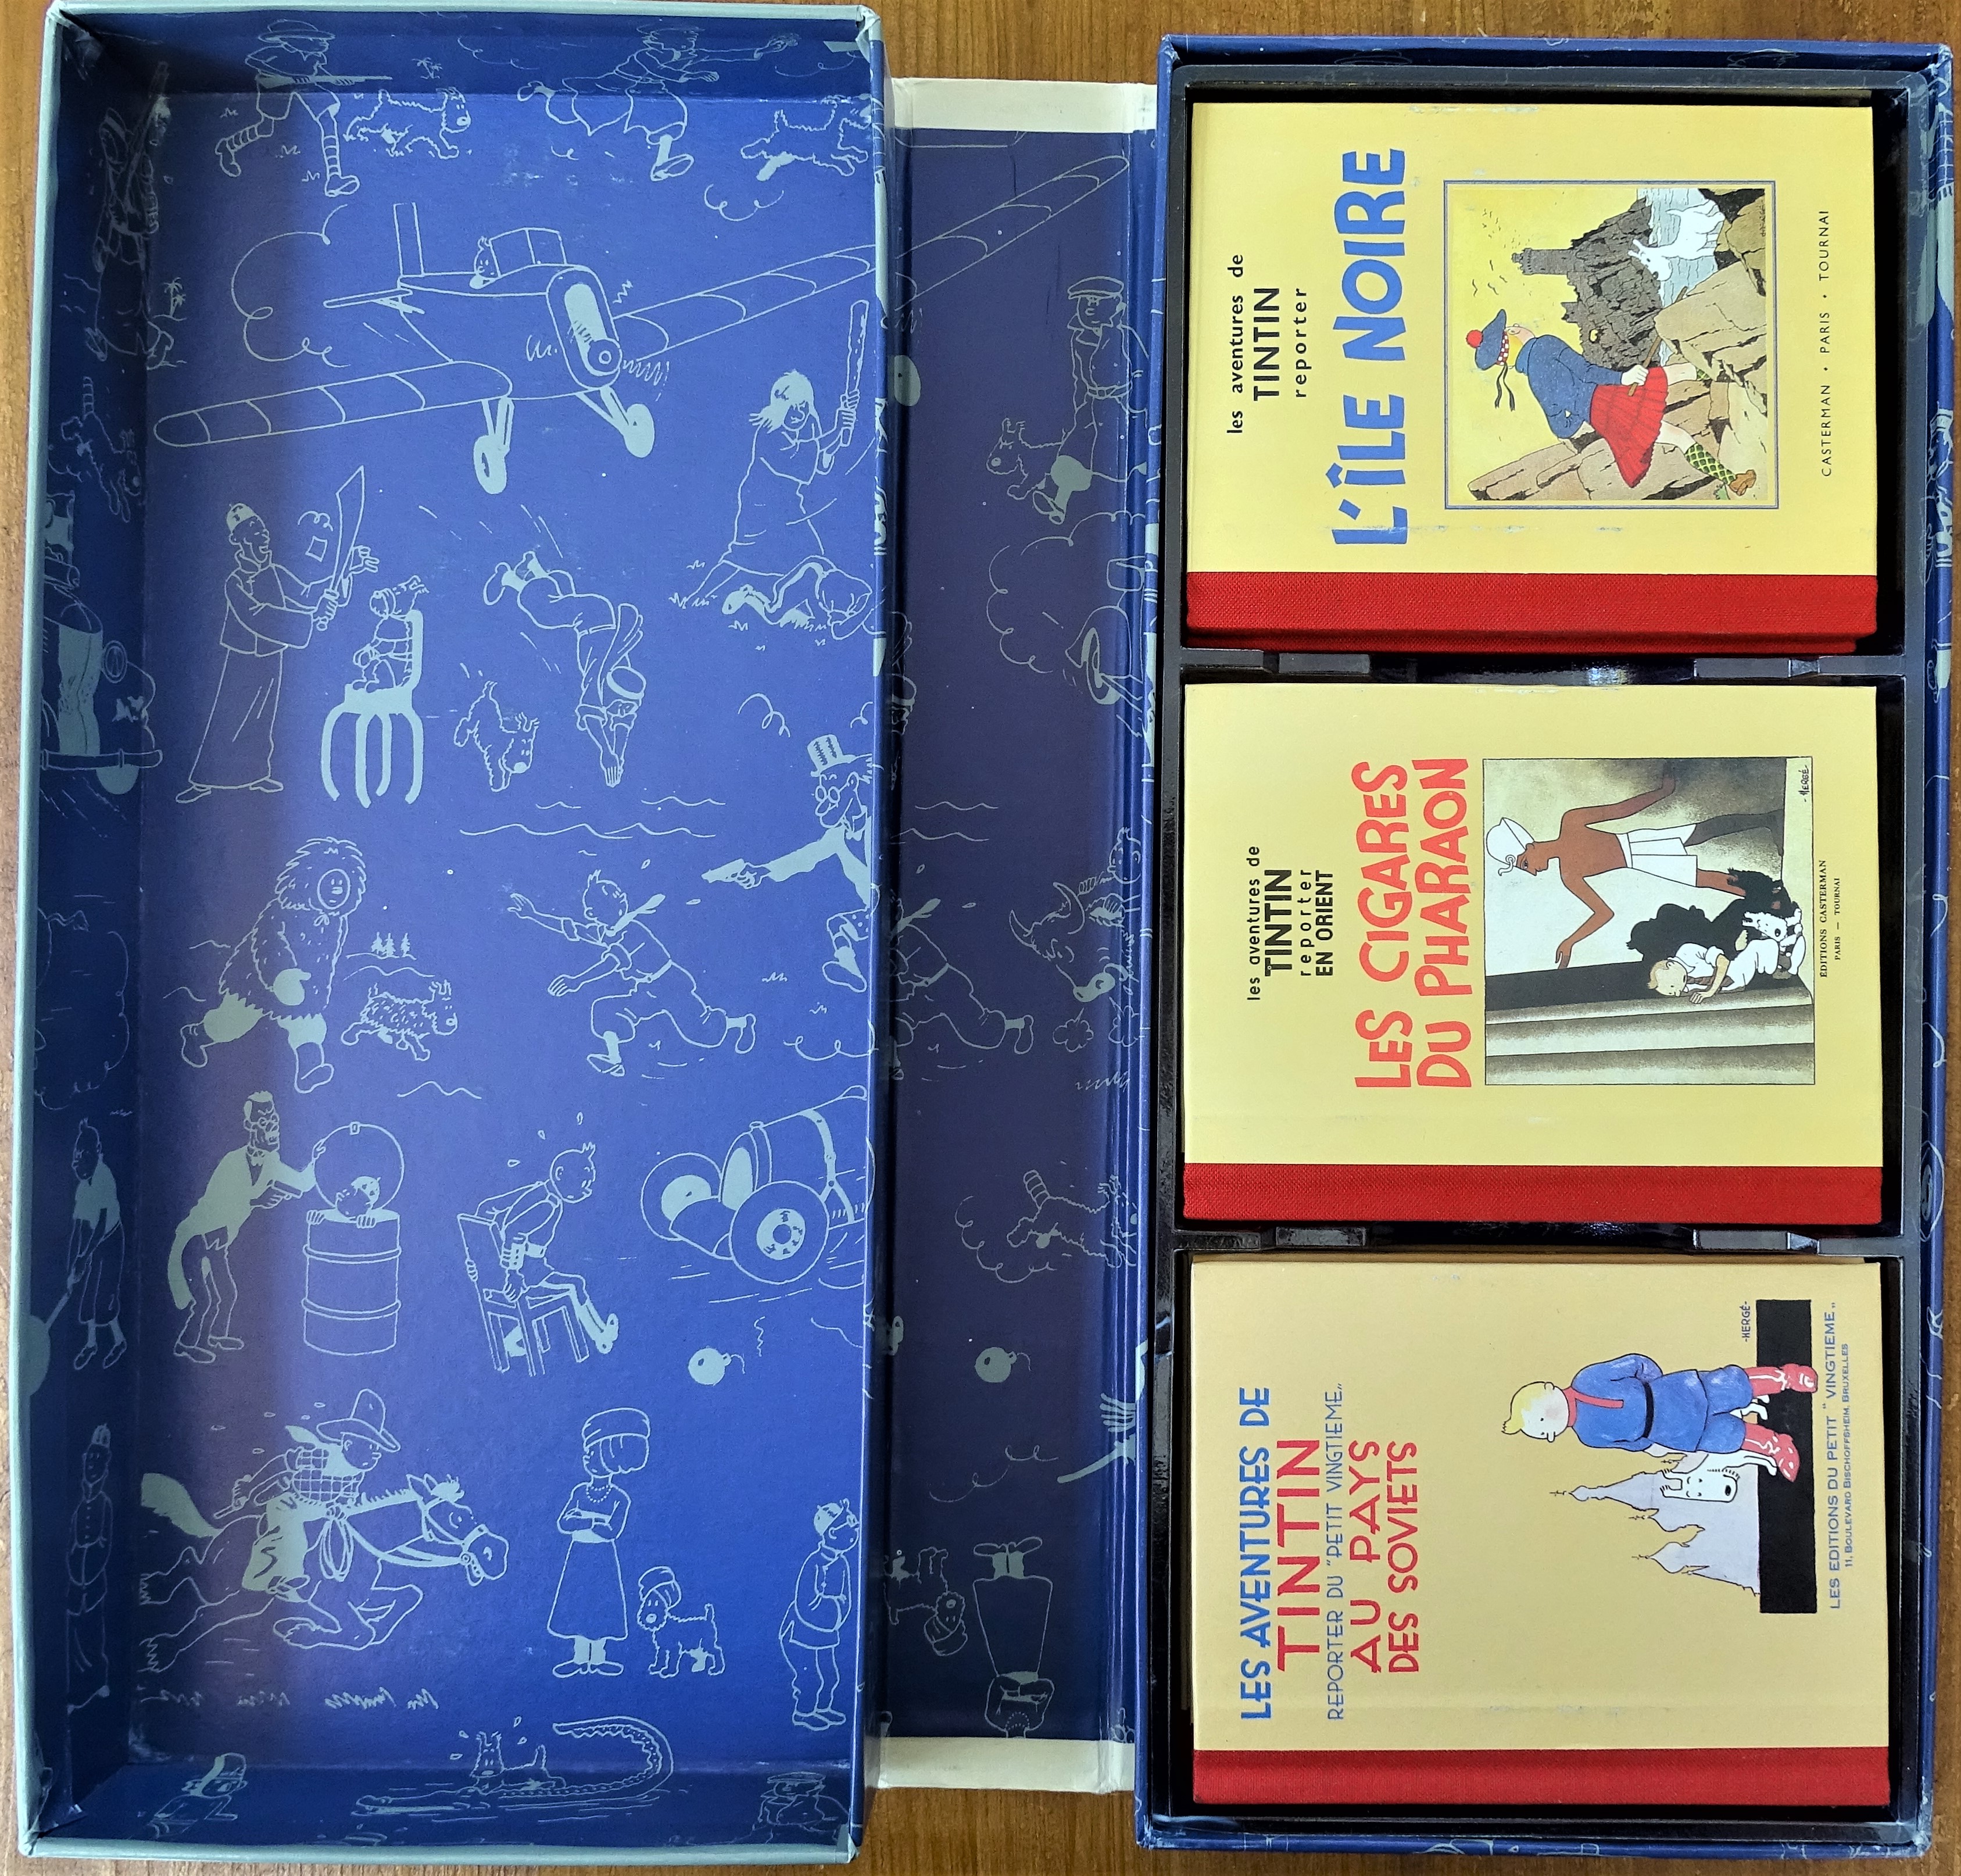 les aventures de
TINTIN
reporter
L'ÎLE NOIRE
CASTERMAN • PARIS • TOURNAI
les aventures de
TINTIN
reporter
EN ORIENT
LES CIGARES
DU PHARAON
-HERGÉ-
ÉDITIONS CASTERMAN
PARIS — TOURNAI
LES AVENTURES DE
TINTIN
REPORTER DU "PETIT VINGTIEME„
AU PAYS
DES SOVIETS
-HERGÉ-
LES EDITIONS DU PETIT " VINGTIEME„
11, BOULEVARD BISCHOFFSHEIM, BRUXELLES